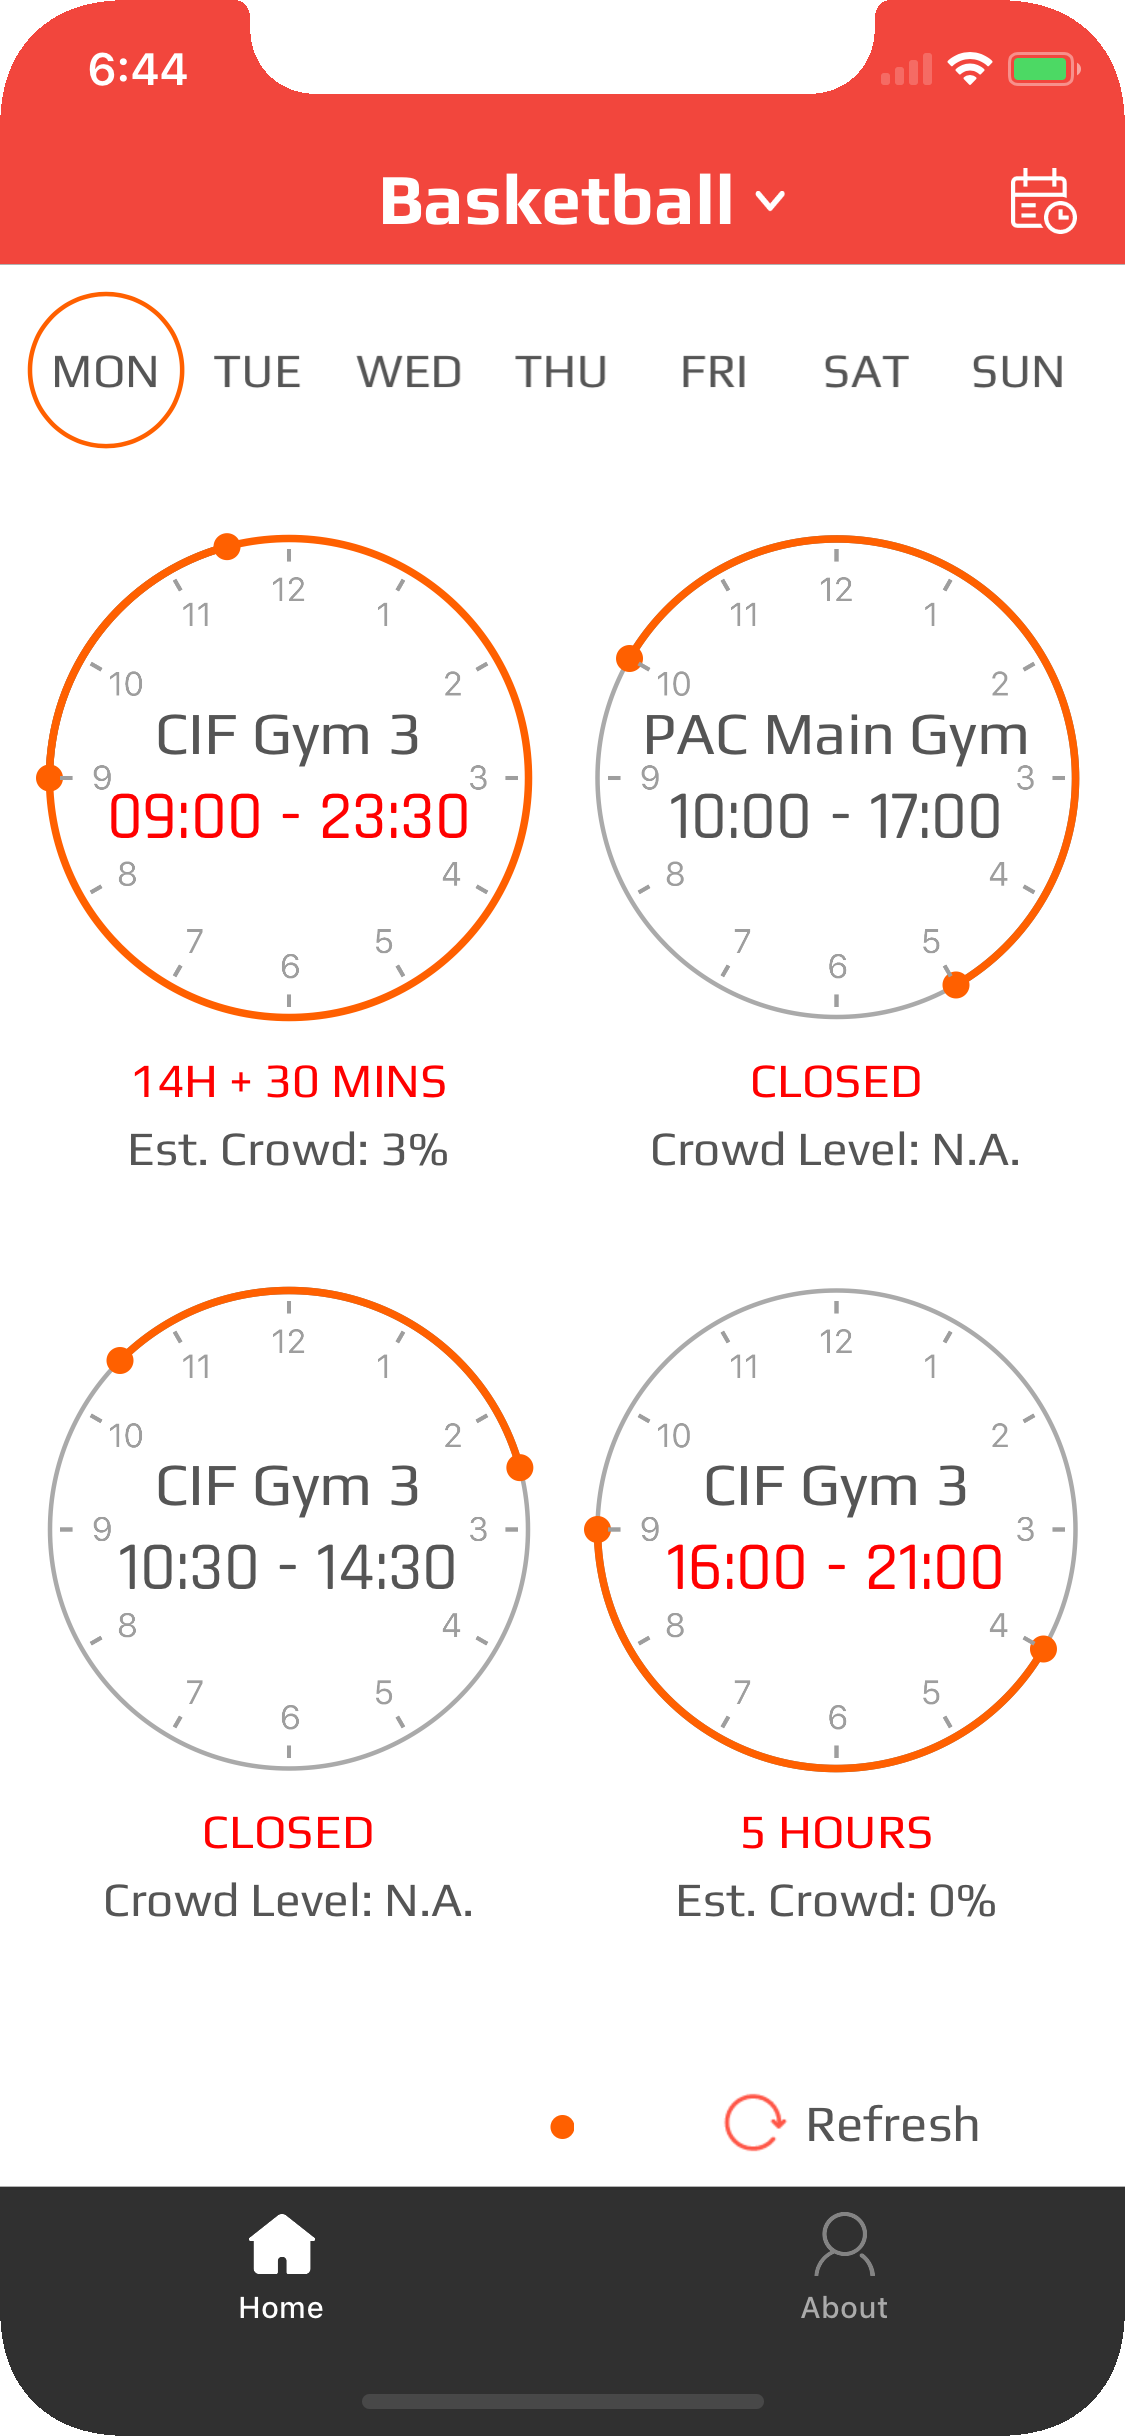 6:44
Basketball
MON TUE WED THU FRI SAT SUN
12
11 1
10 2
CIF Gym 3
9 3
09:00 - 23:30
8 4
7 5
6
14H + 30 MINS
Est. Crowd: 3%
12
11 1
10 2
PAC Main Gym
9 3
10:00 - 17:00
8 4
7 5
6
CLOSED
Crowd Level: N.A.
12
11 1
10 2
CIF Gym 3
9 3
10:30 - 14:30
8 4
7 5
6
CLOSED
Crowd Level: N.A.
12
11 1
10 2
CIF Gym 3
9 3
16:00 - 21:00
8 4
7 5
6
5 HOURS
Est. Crowd: 0%
Refresh
Home
About